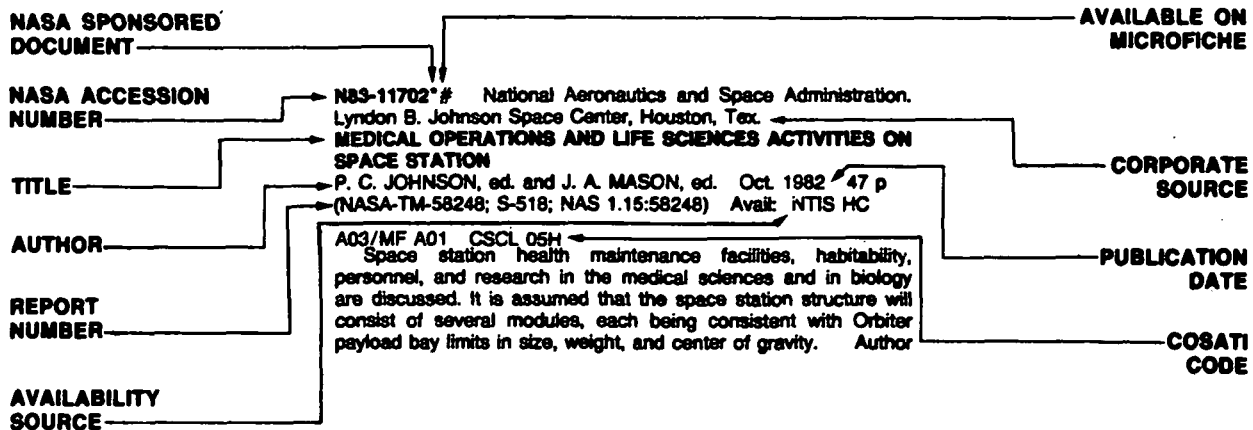 NASA SPONSORED
DOCUMENT
AVAILABLE ON
MICROFICHE
NASA ACCESSION
NUMBER
N83-11702*# National Aeronautics and Space Administration.
Lyndon B. Johnson Space Center, Houston, Tex.
MEDICAL OPERATIONS AND LIFE SCIENCES ACTIVITIES ON
SPACE STATION
TITLE
CORPORATE
SOURCE
P. C. JOHNSON, ed. and J. A. MASON, ed. Oct. 1982 47 p
(NASA-TM-58248; S-518; NAS 1.15:58248) Avail: NTIS HC
A03/MF A01 CSCL 05H
AUTHOR
PUBLICATION
DATE
Space station health maintenance facilities, habitability,
personnel, and research in the medical sciences and in biology
are discussed. It is assumed that the space station structure will
consist of several modules, each being consistent with Orbiter
payload bay limits in size, weight, and center of gravity. Author
REPORT
NUMBER
COSATI
CODE
AVAILABILITY
SOURCE